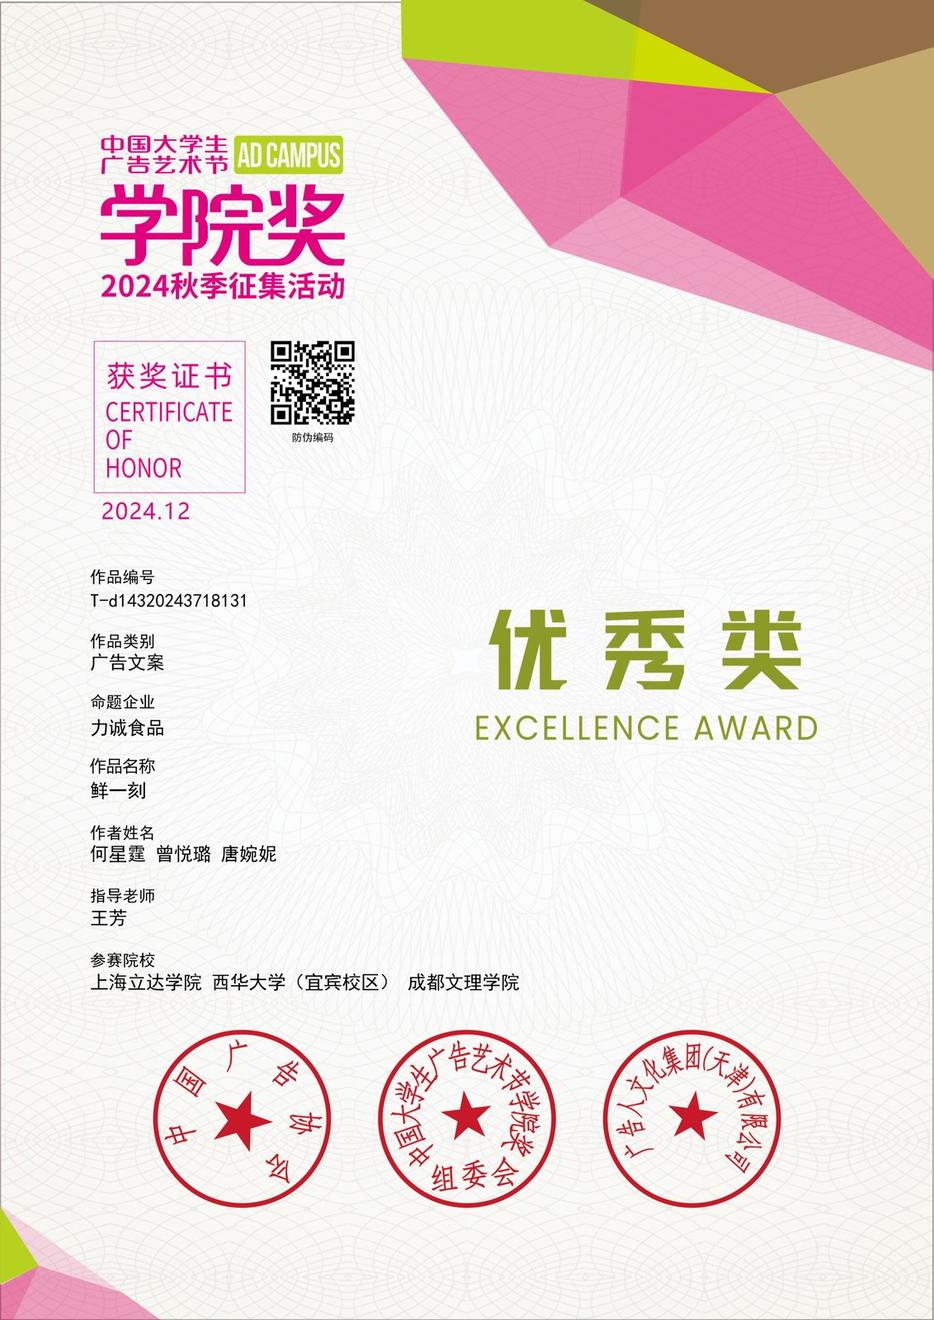 中国大学生
广告艺术节
AD CAMPUS
学院奖
2024秋季征集活动
获奖证书
CERTIFICATE
OF
HONOR
防伪编码
2024.12
作品编号
T-d14320243718131
作品类别
广告文案
命题企业
力诚食品
作品名称
鲜一刻
作者姓名
何星霆 曾悦璐 唐婉妮
指导老师
王芳
参赛院校
上海立达学院 西华大学（宜宾校区） 成都文理学院
优秀类
EXCELLENCE AWARD
中国广告协会
中国大学生广告艺术节学院奖
组委会
广告人文化集团(天津)有限公司